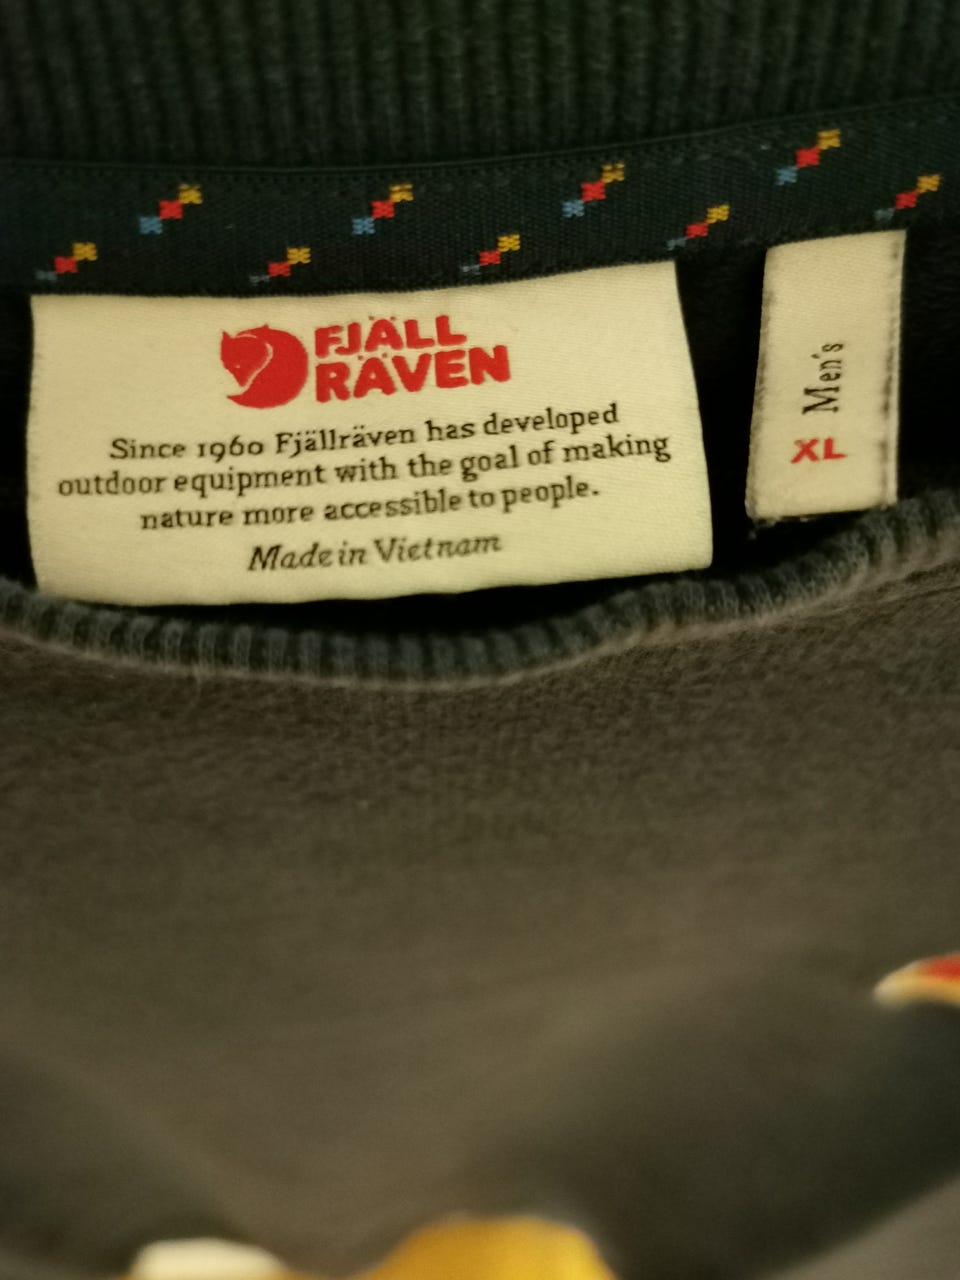 FJÄLL
RÄVEN
Since 1960 Fjällräven has developed
outdoor equipment with the goal of making
nature more accessible to people.
Made in Vietnam
Men's
XL